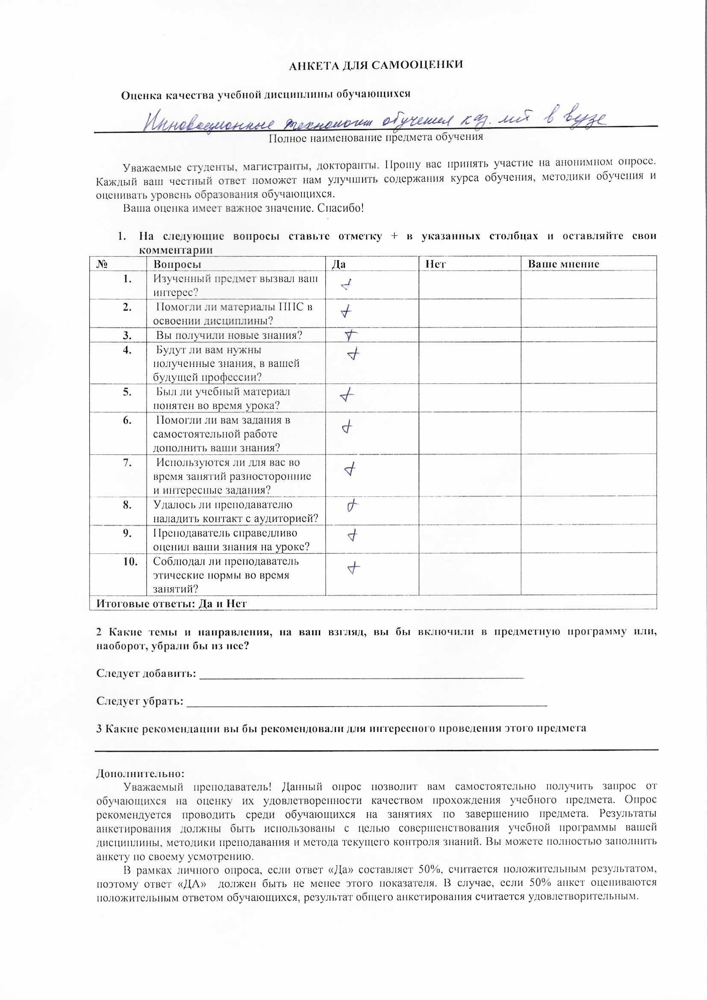 АНКЕТА ДЛЯ САМООЦЕНКИ
Оценка качества учебной дисциплины обучающихся
Инновационные технологии обучения каз. лит в вузе
Полное наименование предмета обучения
Уважаемые студенты, магистранты, докторанты. Прошу вас принять участие на анонимном опросе.
Каждый ваш честный ответ поможет нам улучшить содержания курса обучения, методики обучения и
оценивать уровень образования обучающихся.
Ваша оценка имеет важное значение. Спасибо!
1. На следующие вопросы ставьте отметку + в указанных столбцах и оставляйте свои
комментарии
№ Вопросы Да Нет Ваше мнение
1. Изученный предмет вызвал ваш +
интерес?
2. Помогли ли материалы ППС в +
освоении дисциплины?
3. Вы получили новые знания? +
4. Будут ли вам нужны +
полученные знания, в вашей
будущей профессии?
5. Был ли учебный материал +
понятен во время урока?
6. Помогли ли вам задания в +
самостоятельной работе
дополнить ваши знания?
7. Используются ли для вас во +
время занятий разносторонние
и интересные задания?
8. Удалось ли преподавателю +
наладить контакт с аудиторией?
9. Преподаватель справедливо +
оценил ваши знания на уроке?
10. Соблюдал ли преподаватель +
этические нормы во время
занятий?
Итоговые ответы: Да и Нет
2 Какие темы и направления, на ваш взгляд, вы бы включили в предметную программу или,
наоборот, убрали бы из нее?
Следует добавить:
Следует убрать:
3 Какие рекомендации вы бы рекомендовали для интересного проведения этого предмета
Дополнительно:
Уважаемый преподаватель! Данный опрос позволит вам самостоятельно получить запрос от
обучающихся на оценку их удовлетворенности качеством прохождения учебного предмета. Опрос
рекомендуется проводить среди обучающихся на занятиях по завершению предмета. Результаты
анкетирования должны быть использованы с целью совершенствования учебной программы вашей
дисциплины, методики преподавания и метода текущего контроля знаний. Вы можете полностью заполнить
анкету по своему усмотрению.
В рамках личного опроса, если ответ «Да» составляет 50%, считается положительным результатом,
поэтому ответ «ДА» должен быть не менее этого показателя. В случае, если 50% анкет оцениваются
положительным ответом обучающихся, результат общего анкетирования считается удовлетворительным.